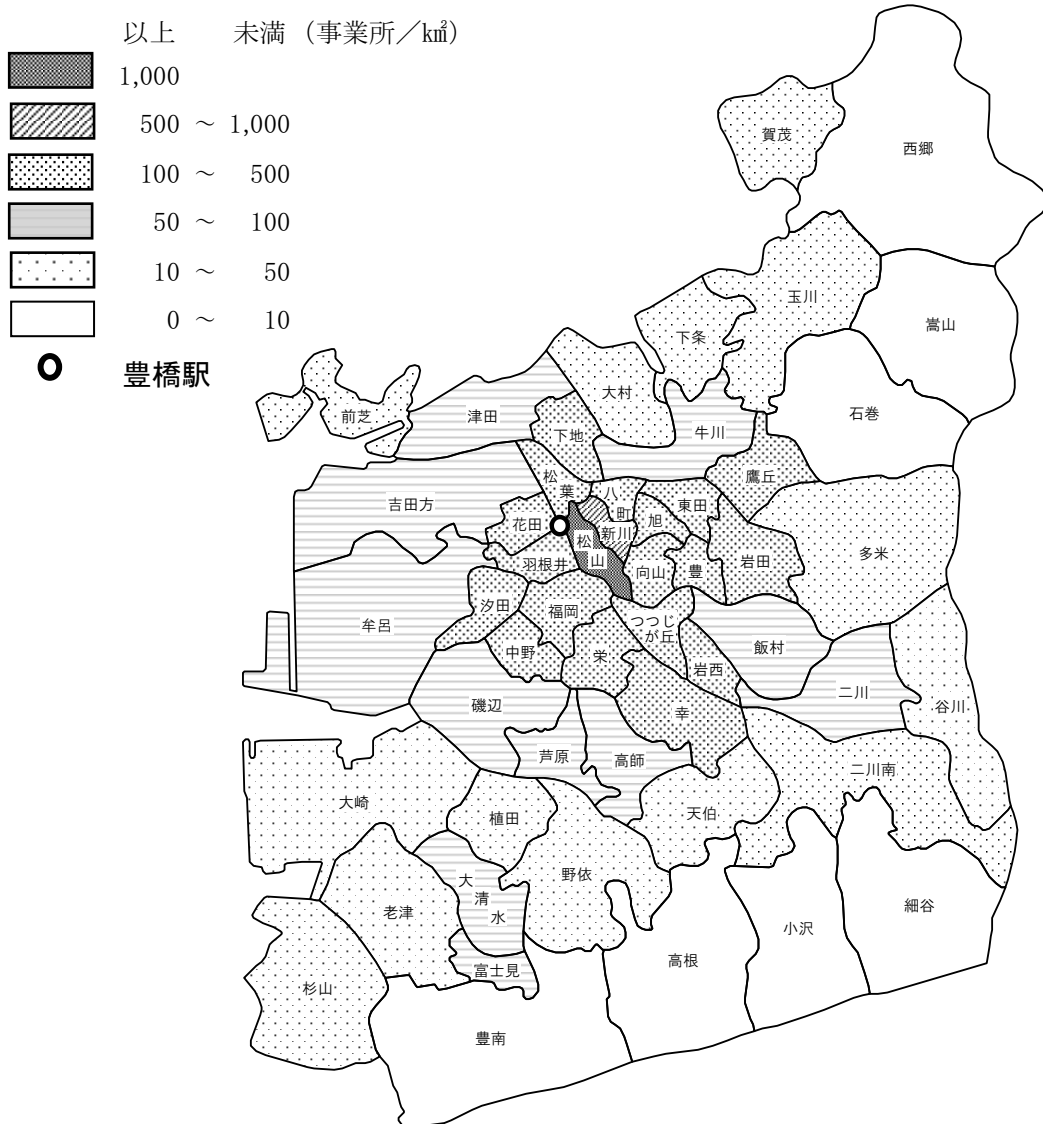 以上 未満 (事業所／k㎡)
1,000
500 ～ 1,000
100 ～ 500
50 ～ 100
10 ～ 50
0 ～ 10
豊橋駅
賀茂
西郷
玉川
嵩山
下条
大村
石巻
前芝
津田
牛川
下地
鷹丘
松葉
八町
東田
吉田方
花田
新川
旭
松山
多米
羽根井
向山
豊
岩田
汐田
福岡
つつじが丘
牟呂
中野
栄
飯村
岩西
二川
磯辺
幸
谷川
芦原
高師
二川南
大崎
植田
天伯
大清水
野依
老津
細谷
小沢
高根
富士見
杉山
豊南